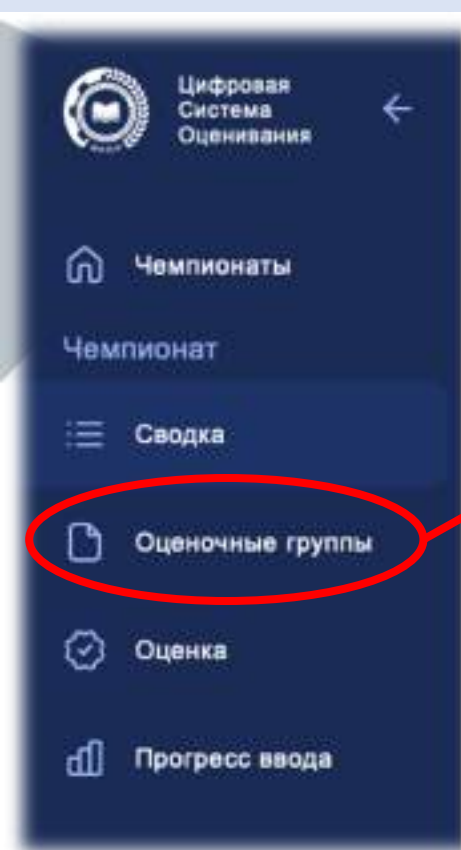 Цифровая
Система
Оценивания
Чемпионаты
Чемпионат
Сводка
Оценочные группы
Оценка
Прогресс ввода